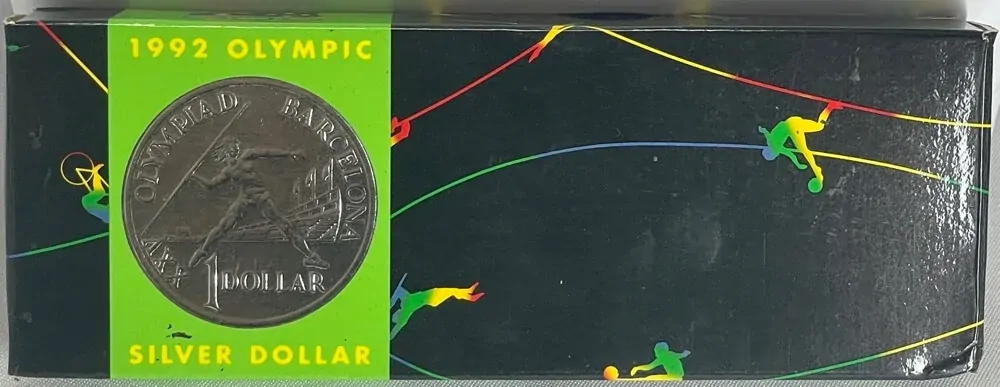 1992 OLYMPIC
XXV OLYMPIAD BARCELONA
1 DOLLAR
SILVER DOLLAR